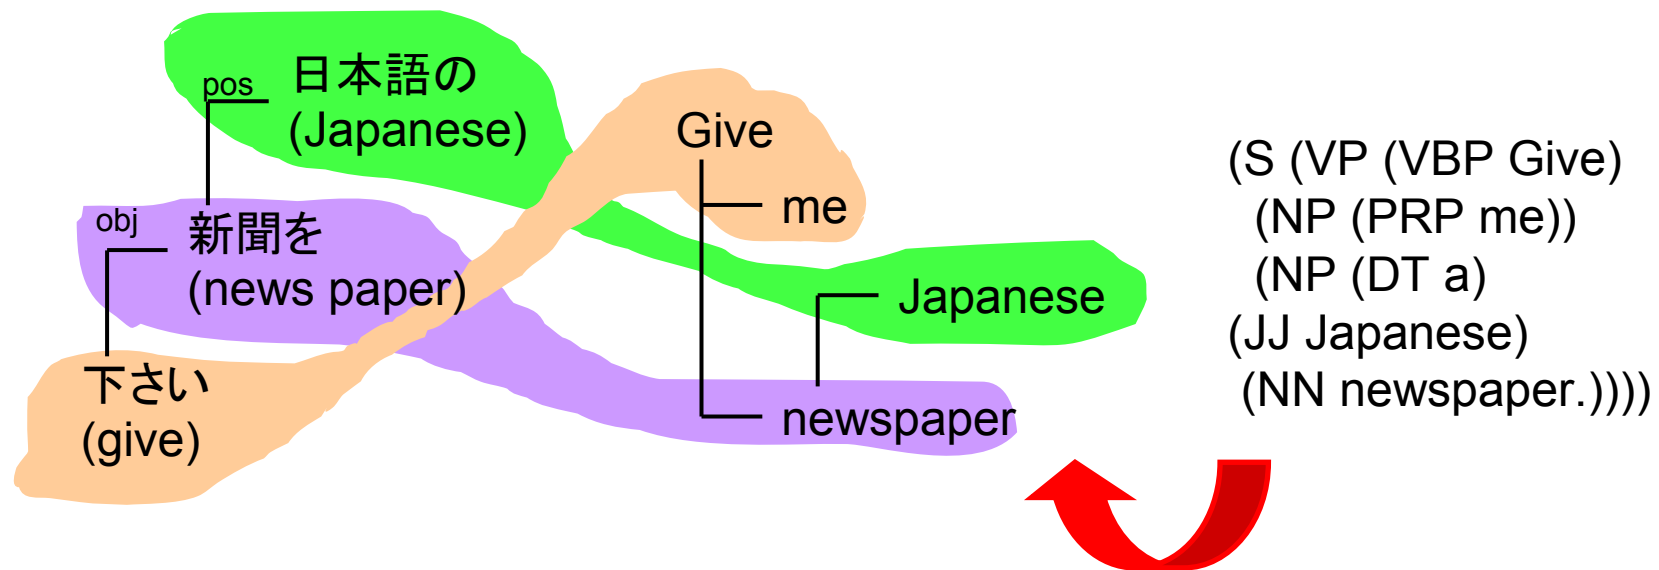 pos
日本語の
(Japanese)
obj
新聞を
(news paper)
下さい
(give)
Give
me
Japanese
newspaper
(S (VP (VBP Give)
(NP (PRP me))
(NP (DT a)
(JJ Japanese)
(NN newspaper.))))